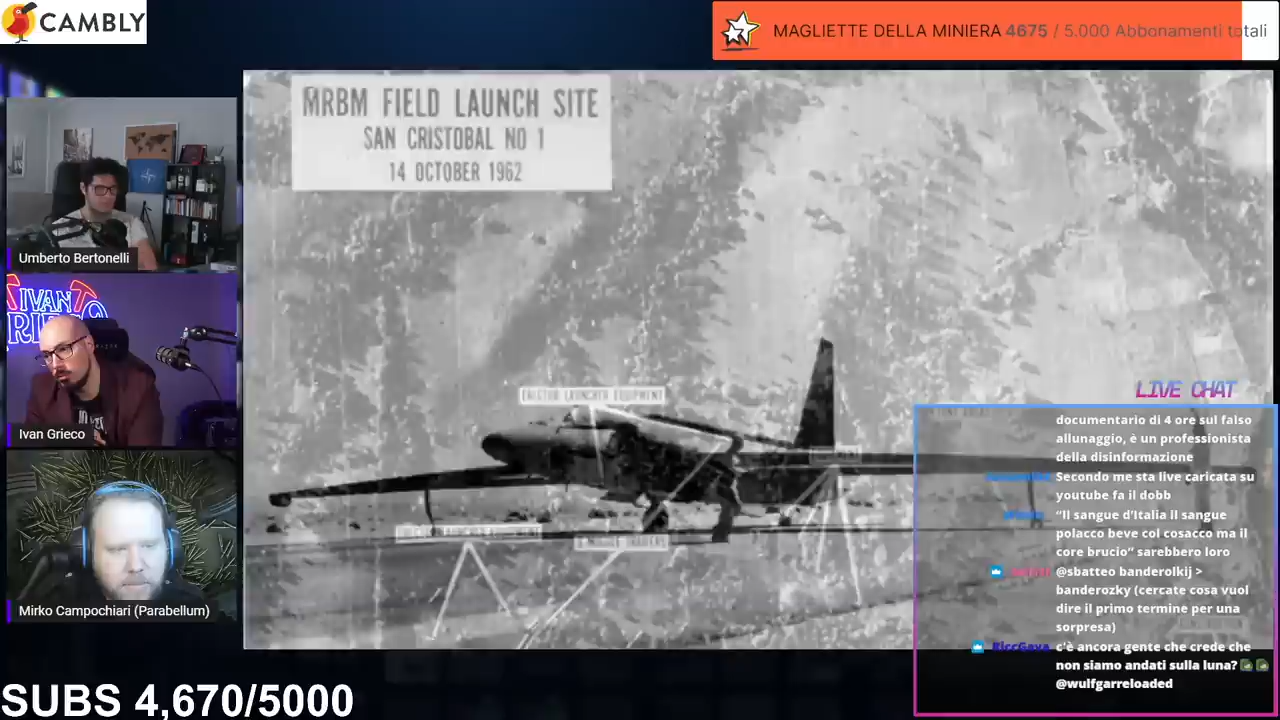 CAMBLY
MAGLIETTE DELLA MINIERA 4675 / 5.000 Abbonamenti totali
MRBM FIELD LAUNCH SITE
SAN CRISTOBAL NO 1
14 OCTOBER 1962
Umberto Bertonelli
IVAN
Ivan Grieco
Mirko Campochiari (Parabellum)
ERECTOR LAUNCHER EQUIPMENT
LIVE CHAT
documentario di 4 ore sul falso
allunaggio, è un professionista
della disinformazione
Secondo me sta live caricata su
youtube fa il dobb
“Il sangue d'Italia Il sangue
polacco beve col cosacco ma il
core brucio” sarebbero loro
@sbatteo banderolkij >
banderozky (cercate cosa vuol
dire il primo termine per una
sorpresa)
RiccGava c'è ancora gente che crede che
non siamo andati sulla luna?
@wulfgarreloaded
SUBS 4,670/5000